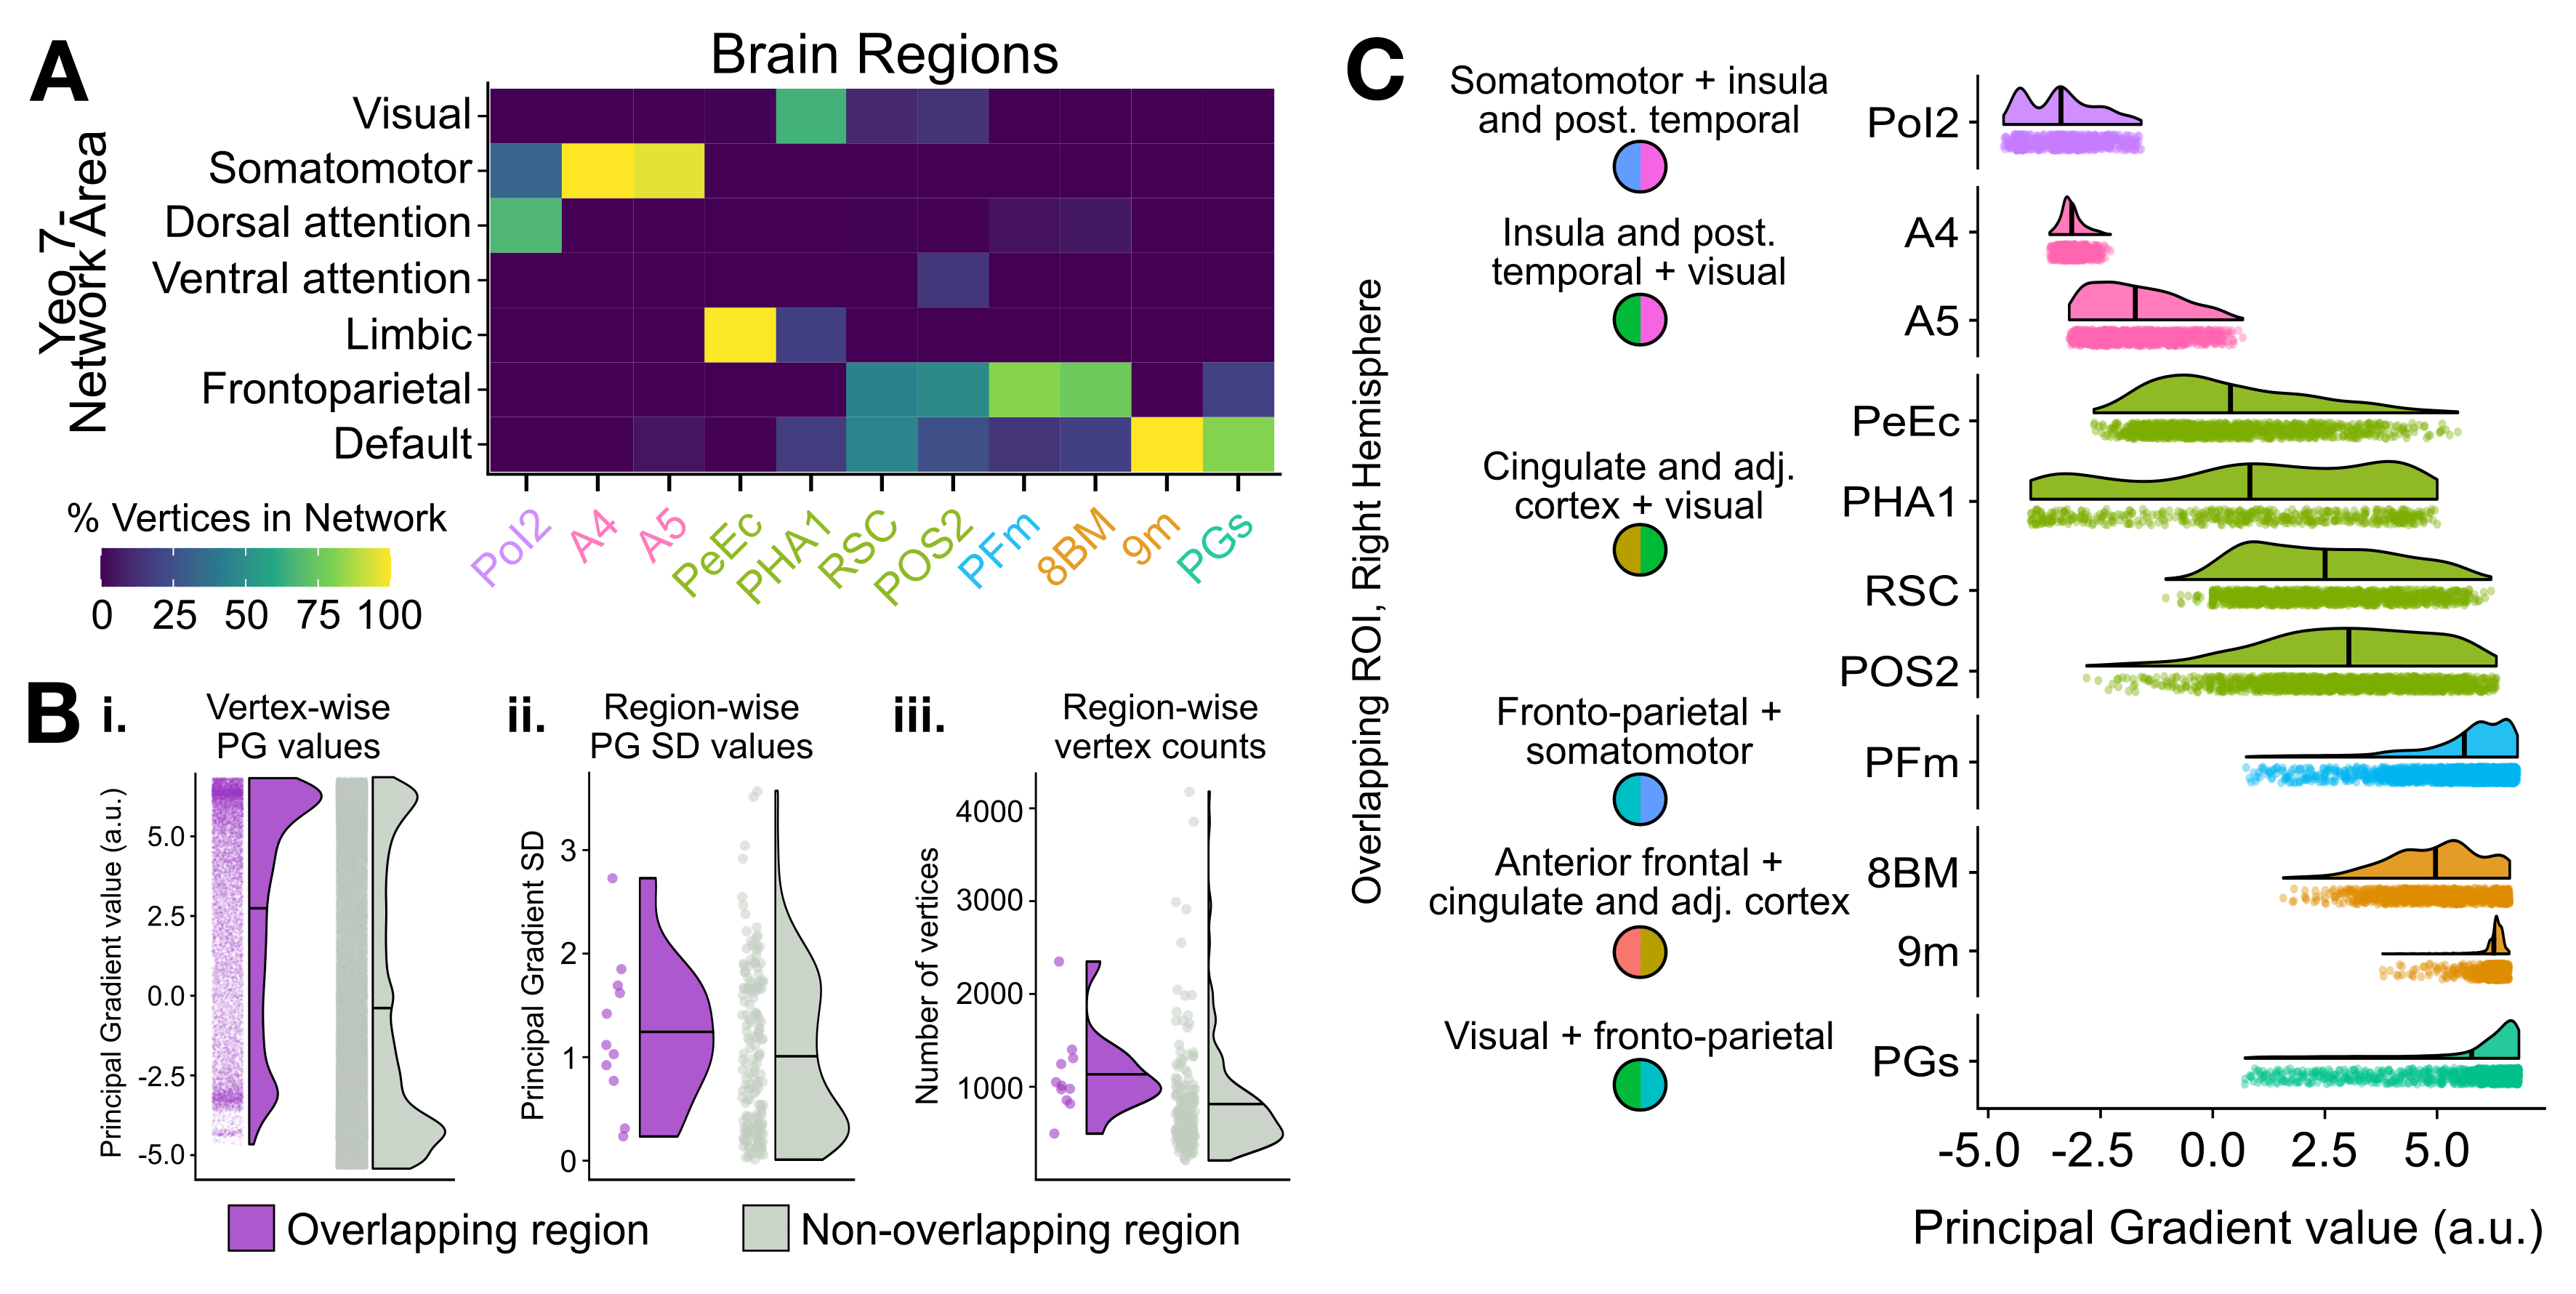 A
Brain Regions
Yeo 7-
Network Area
Visual
Somatomotor
Dorsal attention
Ventral attention
Limbic
Frontoparietal
Default
PoI2
A4
A5
PeEc
PHA1
RSC
POS2
PFm
8BM
9m
PGs
% Vertices in Network
0 25 50 75 100
B
i.
Vertex-wise
PG values
Principal Gradient value (a.u.)
5.0
2.5
0.0
-2.5
-5.0
ii.
Region-wise
PG SD values
Principal Gradient SD
3
2
1
0
iii.
Region-wise
vertex counts
Number of vertices
4000
3000
2000
1000
Overlapping region
Non-overlapping region
C
Overlapping ROI, Right Hemisphere
Somatomotor + insula
and post. temporal
Insula and post.
temporal + visual
Cingulate and adj.
cortex + visual
Fronto-parietal +
somatomotor
Anterior frontal +
cingulate and adj. cortex
Visual + fronto-parietal
PoI2
A4
A5
PeEc
PHA1
RSC
POS2
PFm
8BM
9m
PGs
-5.0 -2.5 0.0 2.5 5.0
Principal Gradient value (a.u.)